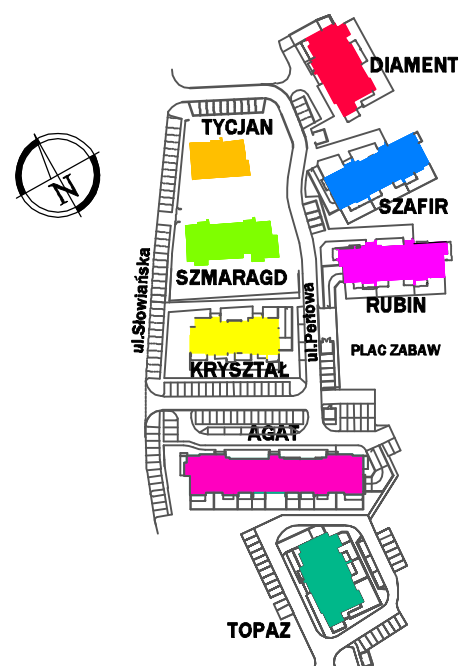 DIAMENT
TYCJAN
N
SZAFIR
ul.Słowiańska
SZMARAGD
ul.Perłowa
RUBIN
PLAC ZABAW
KRYSZTAŁ
AGAT
TOPAZ